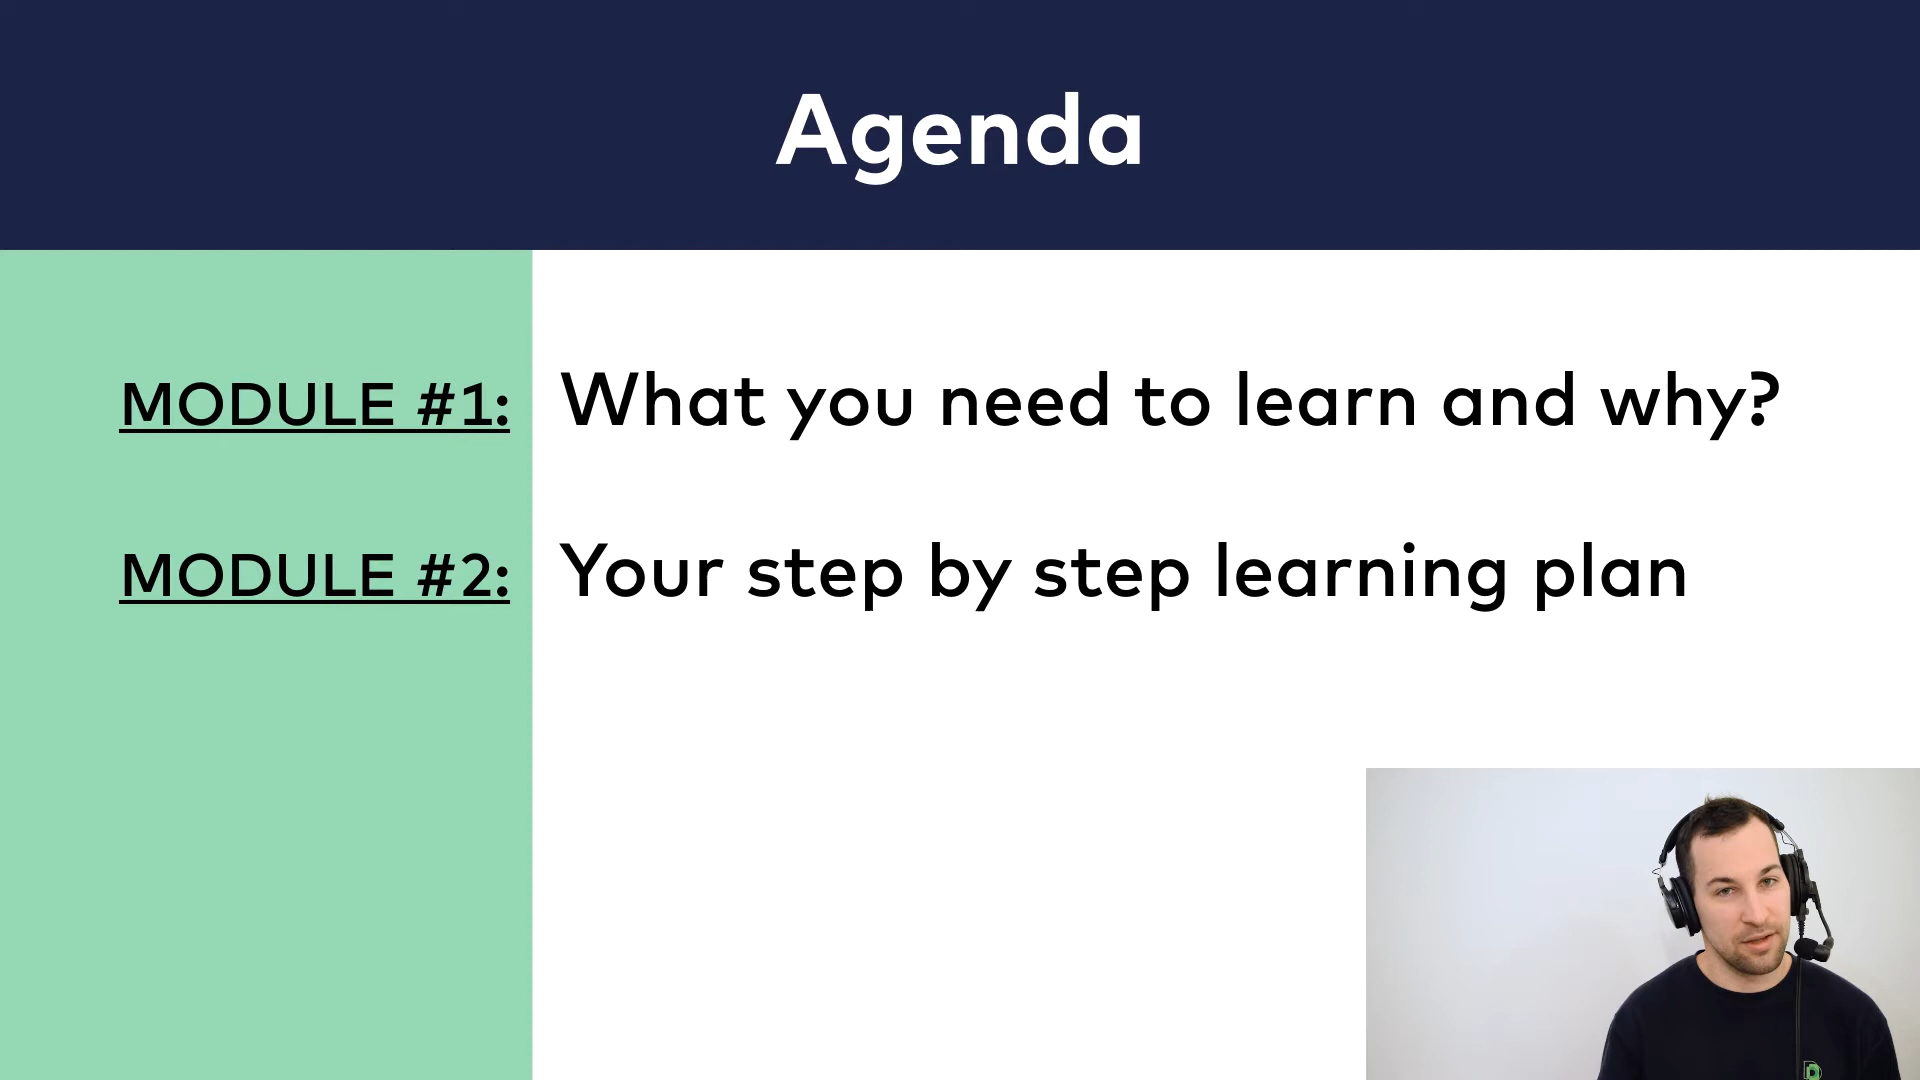 Agenda
MODULE #1: What you need to learn and why?
MODULE #2: Your step by step learning plan